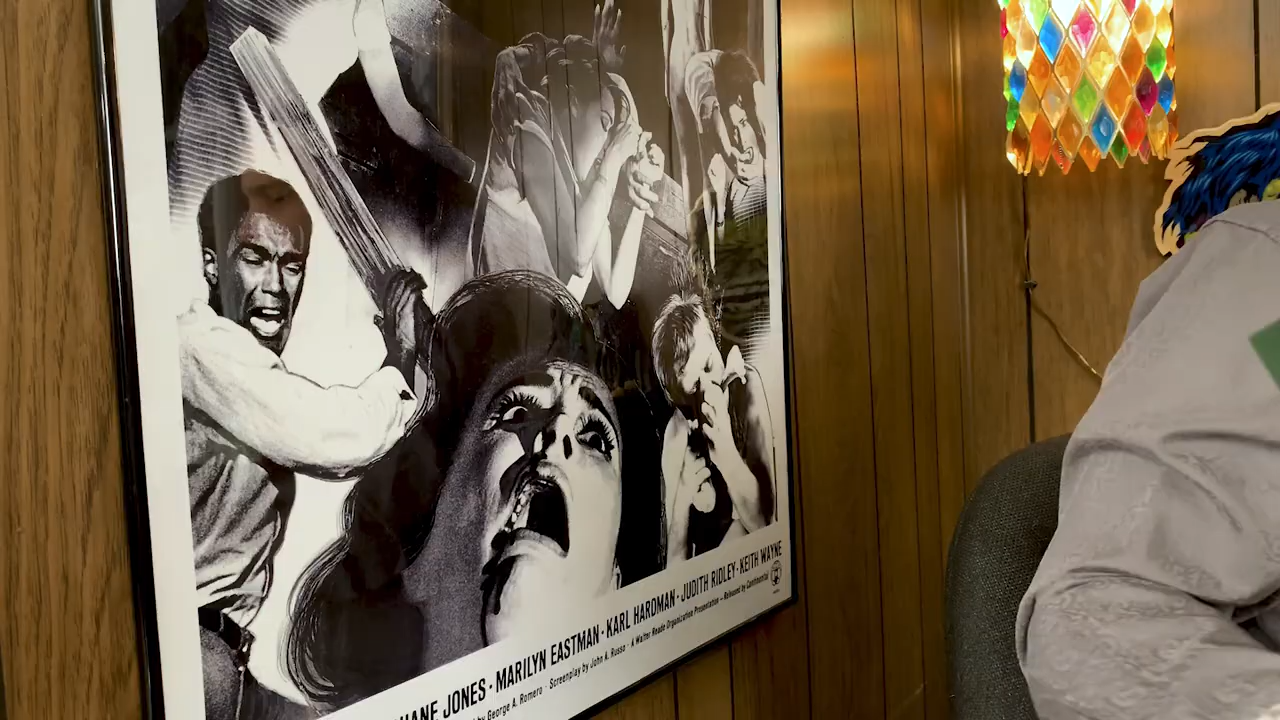 JONES · MARILYN EASTMAN · KARL HARDMAN · JUDITH RIDLEY · KEITH WAYNE
by George A. Romero · Screenplay by John A. Russo · A Walter Reade Organization Presentation — Released by Continental